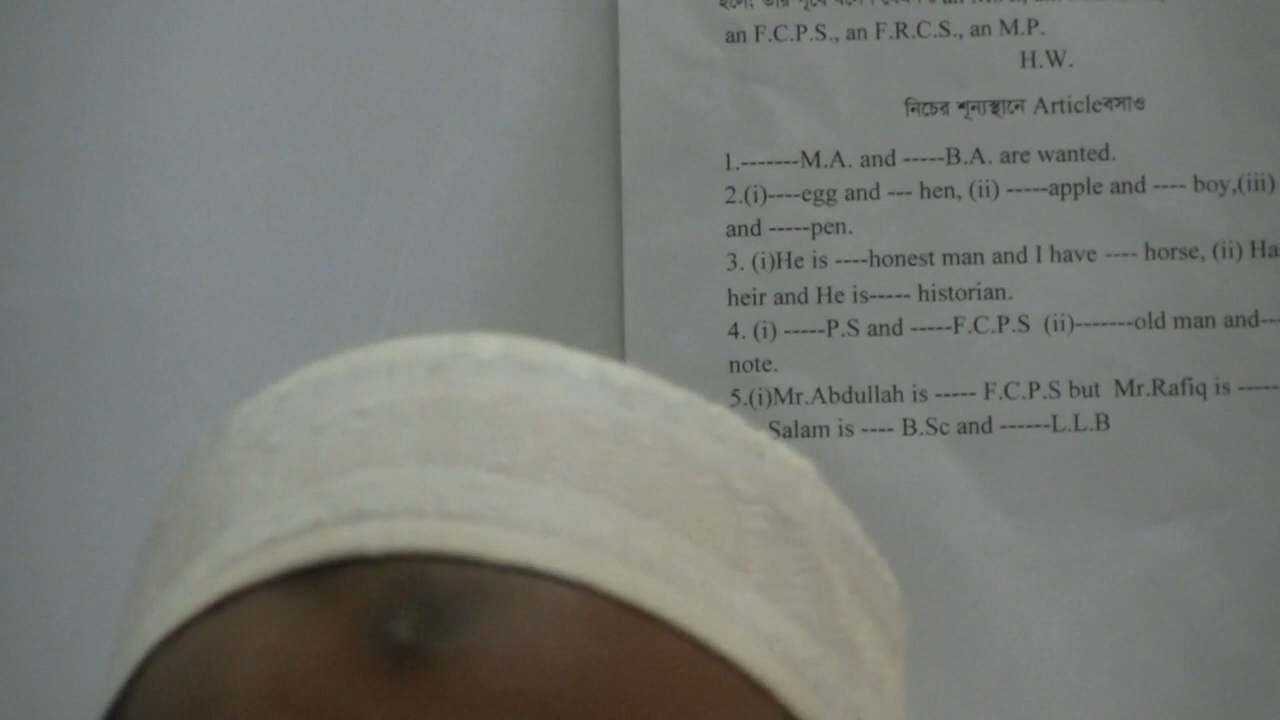 an F.C.P.S., an F.R.C.S., an M.P.
H.W.
নিচের শূন্যস্থানে Articleবসাও
1.-------M.A. and -----B.A. are wanted.
2.(i)----egg and --- hen, (ii) -----apple and ---- boy,(iii)
and -----pen.
3. (i)He is ----honest man and I have ---- horse, (ii) Ha
heir and He is----- historian.
4. (i) -----P.S and -----F.C.P.S (ii)-------old man and---
note.
5.(i)Mr.Abdullah is ----- F.C.P.S but Mr.Rafiq is -----
Salam is ---- B.Sc and ------L.L.B